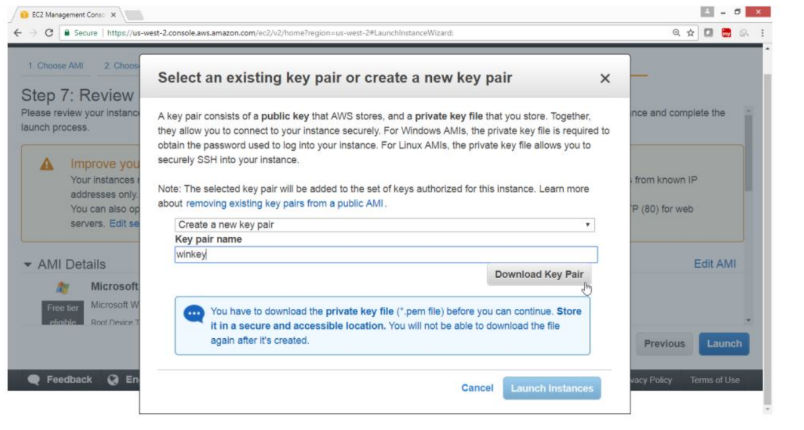 EC2 Management Conso
Secure | https://us-west-2.console.aws.amazon.com/ec2/v2/home?region=us-west-2#LaunchInstanceWizard:
1. Choose AMI 2. Choose
Select an existing key pair or create a new key pair
Step 7: Review
Please review your instanc
nce and complete the
launch process.
A key pair consists of a public key that AWS stores, and a private key file that you store. Together,
they allow you to connect to your instance securely. For Windows AMIs, the private key file is required to
obtain the password used to log into your instance. For Linux AMIs, the private key file allows you to
securely SSH into your instance.
Improve you
Your instances
from known IP
addresses only.
You can also op
P (80) for web
servers. Edit se
Note: The selected key pair will be added to the set of keys authorized for this instance. Learn more
about removing existing key pairs from a public AMI.
Create a new key pair
Key pair name
winkey
Download Key Pair
AMI Details
Edit AMI
Microsoft
Free tier
eligible
Microsoft W
Root Device T
You have to download the private key file (*.pem file) before you can continue. Store
it in a secure and accessible location. You will not be able to download the file
again after it's created.
Previous Launch
Cancel Launch Instances
Feedback En
vacy Policy Terms of Use